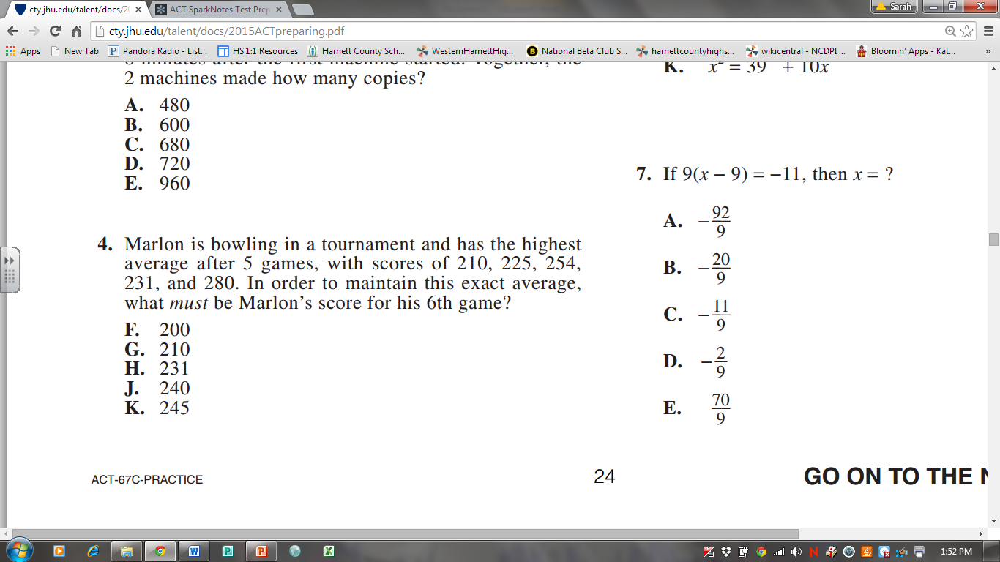 cty.jhu.edu/talent/docs/20
ACT SparkNotes Test Prep
Sarah
cty.jhu.edu/talent/docs/2015ACTpreparing.pdf
Apps
New Tab
Pandora Radio - List...
HS 1:1 Resources
Harnett County Sch...
WesternHarnettHig...
National Beta Club S...
harnettcountyhighs...
wikicentral - NCDPI ...
Bloomin' Apps - Kat...
»
2 machines made how many copies?
A. 480
B. 600
C. 680
D. 720
E. 960
4. Marlon is bowling in a tournament and has the highest
average after 5 games, with scores of 210, 225, 254,
231, and 280. In order to maintain this exact average,
what must be Marlon's score for his 6th game?
F. 200
G. 210
H. 231
J. 240
K. 245
ACT-67C-PRACTICE
24
K. x² = 39 + 10x
7. If 9(x − 9) = −11, then x = ?
A. −92/9
B. −20/9
C. −11/9
D. −2/9
E. 70/9
GO ON TO THE
1:52 PM